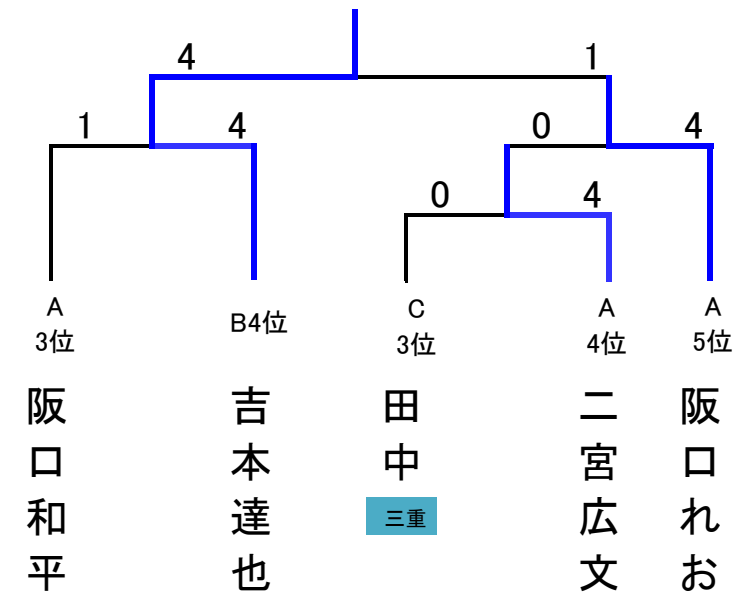 4 1
1 4 0 4
0 4
A
3位
B4位
C
3位
A
4位
A
5位
阪口和平
吉本達也
田中
三重
二宮広文
阪口れお